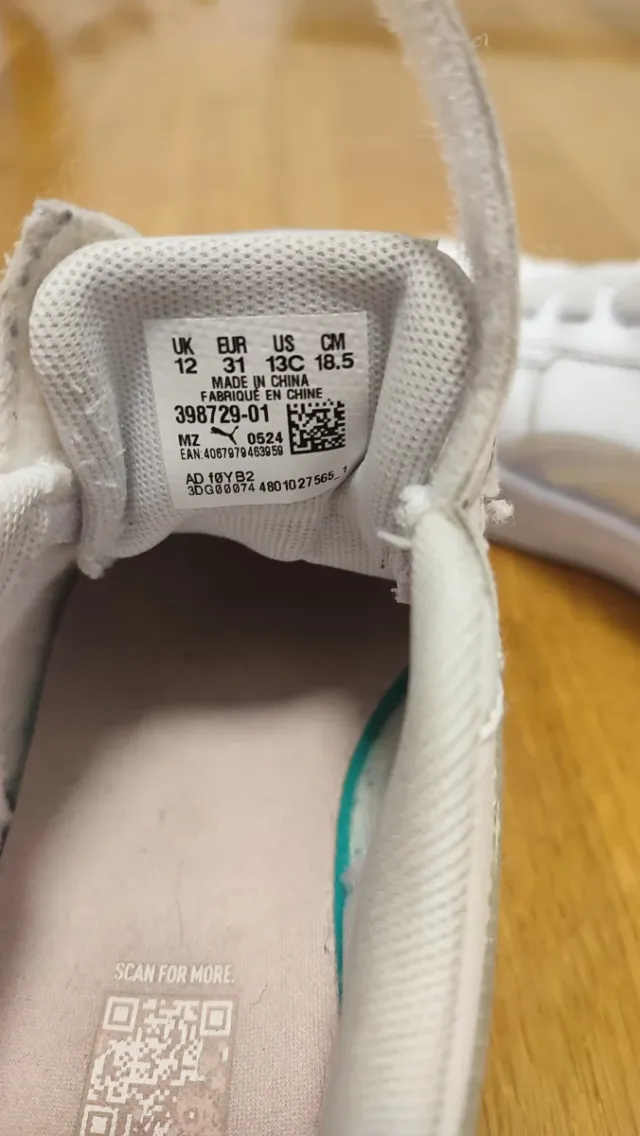 UK EUR US CM
12 31 13C 18.5
MADE IN CHINA
FABRIQUÉ EN CHINE
398729-01
MZ 0524
EAN:4067979463959
AD f0YB2
3DG00074 4801027565_1
SCAN FOR MORE.